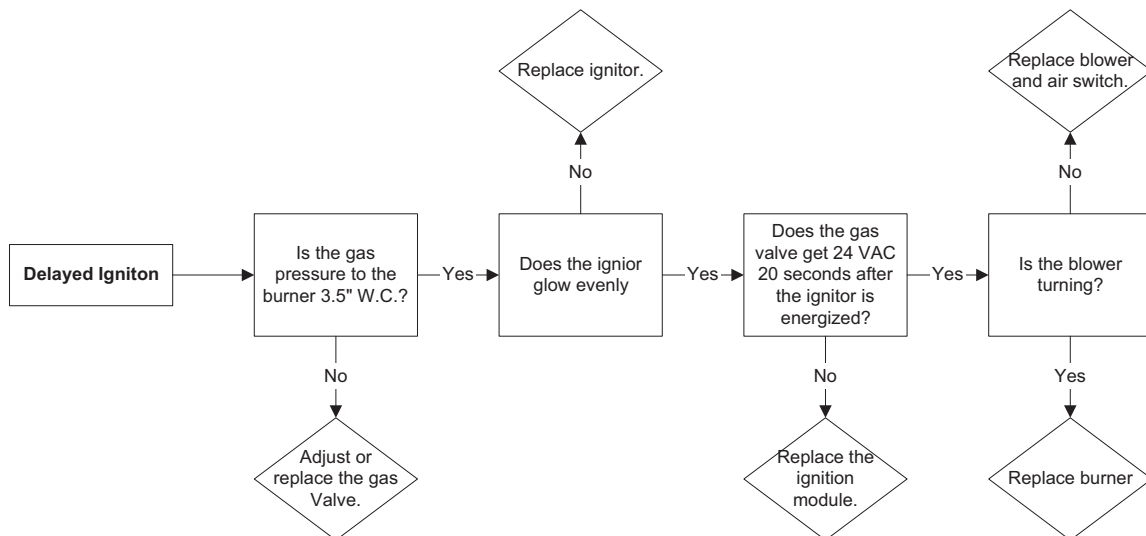 Replace ignitor.
Replace blower
and air switch.
No
No
Delayed Igniton
Is the gas
pressure to the
burner 3.5" W.C.?
Yes
Does the ignior
glow evenly
Yes
Does the gas
valve get 24 VAC
20 seconds after
the ignitor is
energized?
Yes
Is the blower
turning?
No
No
Yes
Adjust or
replace the gas
Valve.
Replace the
ignition
module.
Replace burner